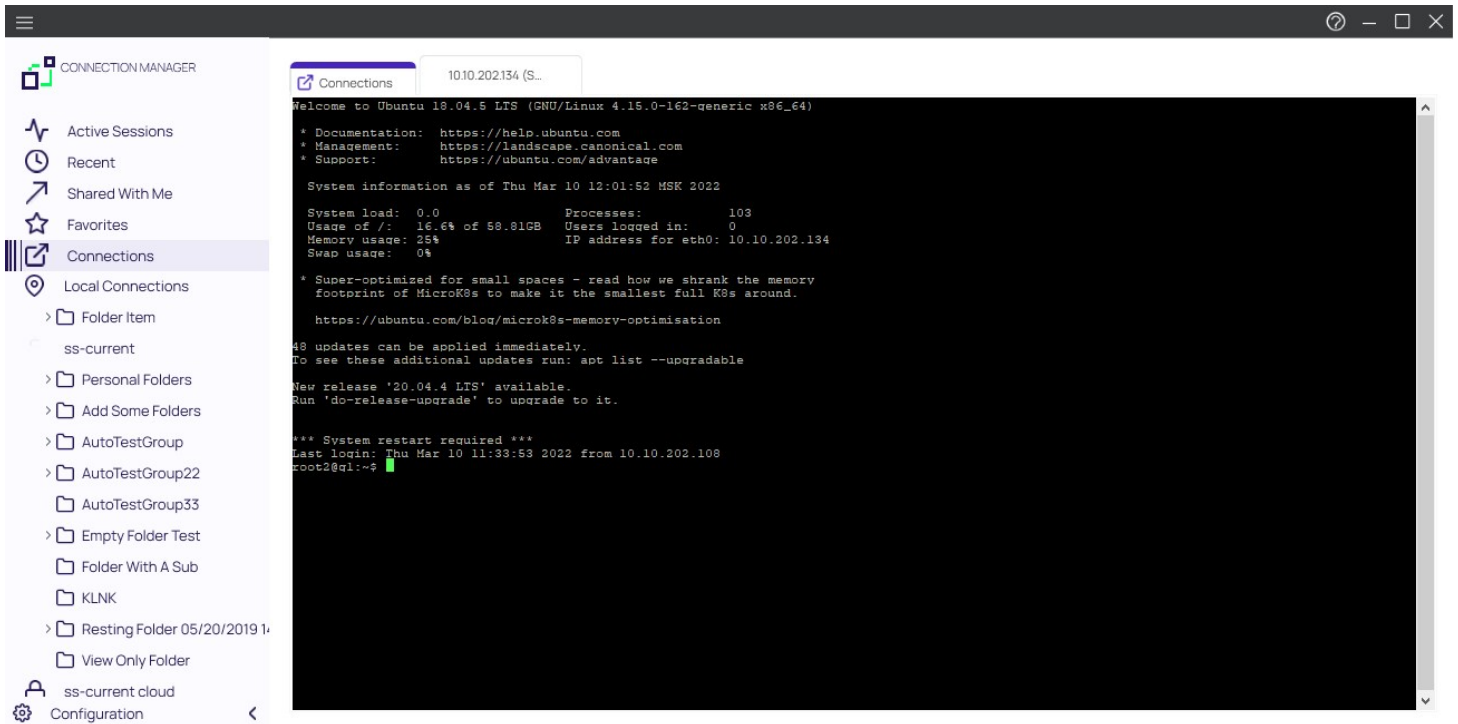 CONNECTION MANAGER
Active Sessions
Recent
Shared With Me
Favorites
Connections
Local Connections
Folder Item
ss-current
Personal Folders
Add Some Folders
AutoTestGroup
AutoTestGroup22
AutoTestGroup33
Empty Folder Test
Folder With A Sub
KLNK
Resting Folder 05/20/2019
View Only Folder
ss-current cloud
Configuration
Connections
10.10.202.134 (S...
Welcome to Ubuntu 18.04.5 LTS (GNU/Linux 4.15.0-162-generic x86_64)
* Documentation: https://help.ubuntu.com
* Management: https://landscape.canonical.com
* Support: https://ubuntu.com/advantage
System information as of Thu Mar 10 12:01:52 MSK 2022
System load: 0.0 Processes: 103
Usage of /: 16.6% of 58.81GB Users logged in: 0
Memory usage: 25% IP address for eth0: 10.10.202.134
Swap usage: 0%
* Super-optimized for small spaces - read how we shrank the memory
footprint of MicroK8s to make it the smallest full K8s around.
https://ubuntu.com/blog/microk8s-memory-optimisation
48 updates can be applied immediately.
To see these additional updates run: apt list --upgradable
New release '20.04.4 LTS' available.
Run 'do-release-upgrade' to upgrade to it.
*** System restart required ***
Last login: Thu Mar 10 11:33:53 2022 from 10.10.202.108
root2@ql:~$